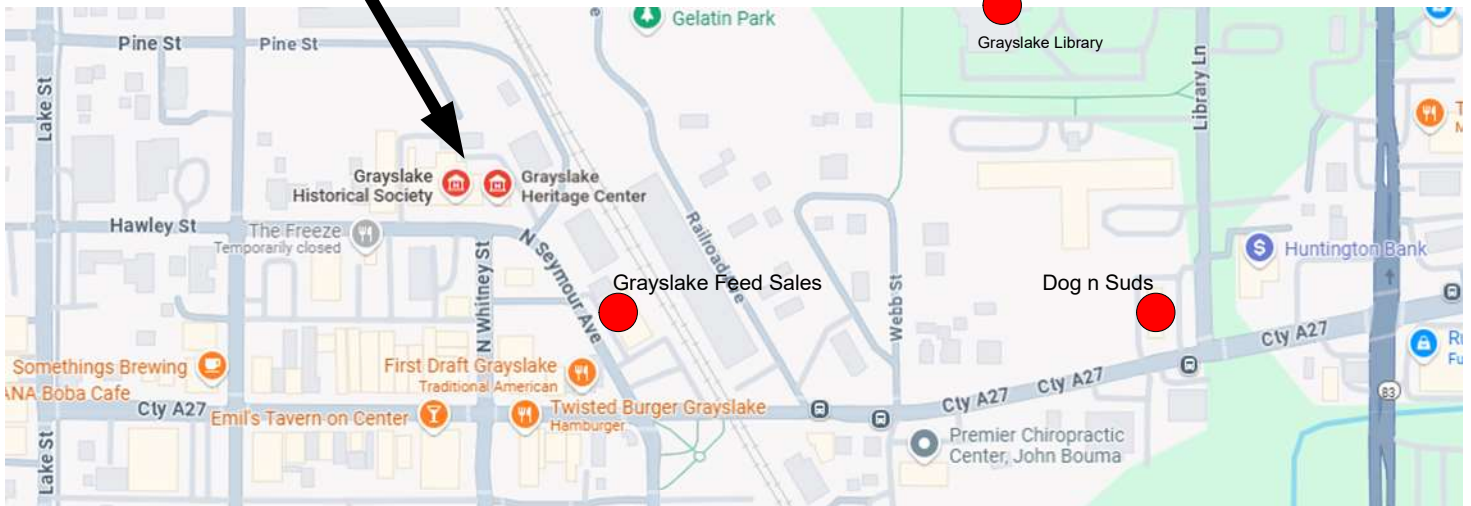 Gelatin Park
Grayslake Library
Pine St
Pine St
Lake St
Library Ln
Grayslake
Historical Society
Grayslake
Heritage Center
Hawley St
The Freeze
Temporarily closed
N Seymour Ave
N Whitney St
Railroad Ave
Webb St
Huntington Bank
Grayslake Feed Sales
Dog n Suds
Somethings Brewing
ANA Boba Cafe
First Draft Grayslake
Traditional American
Cty A27
Cty A27
Cty A27
Cty A27
Emil's Tavern on Center
Twisted Burger Grayslake
Hamburger
83
Lake St
Premier Chiropractic
Center, John Bouma